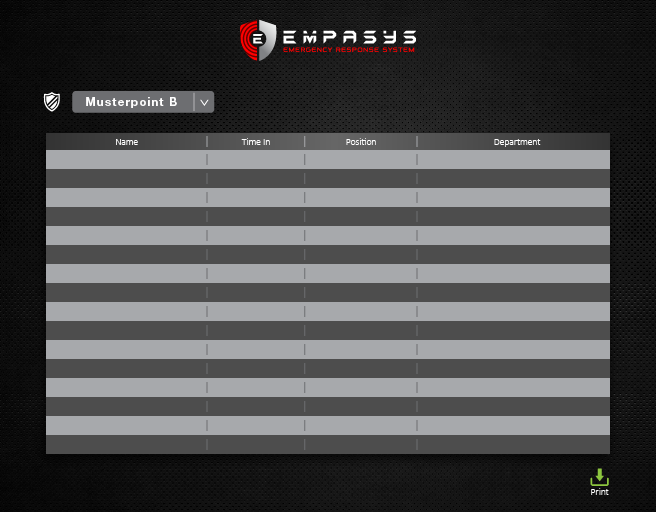 EMPASYS
EMERGENCY RESPONSE SYSTEM
Musterpoint B
Name Time In Position Department
Print